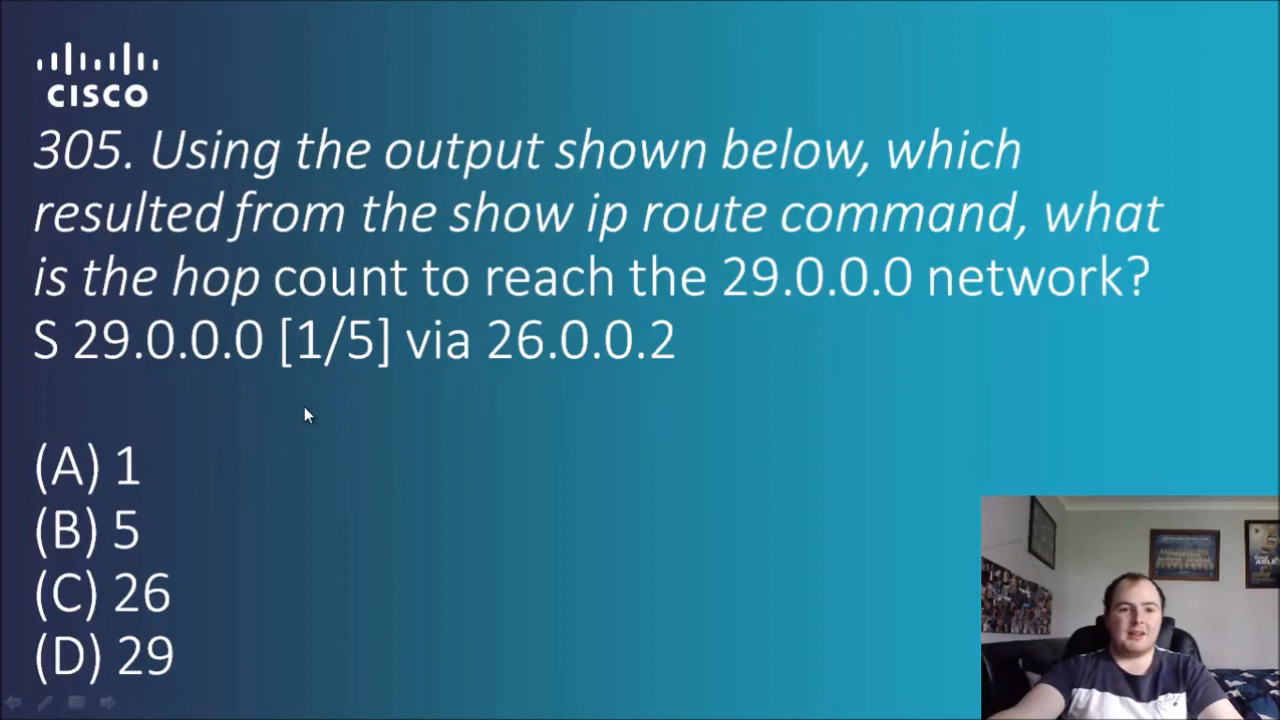 CISCO
305. Using the output shown below, which
resulted from the show ip route command, what
is the hop count to reach the 29.0.0.0 network?
S 29.0.0.0 [1/5] via 26.0.0.2
(A) 1
(B) 5
(C) 26
(D) 29